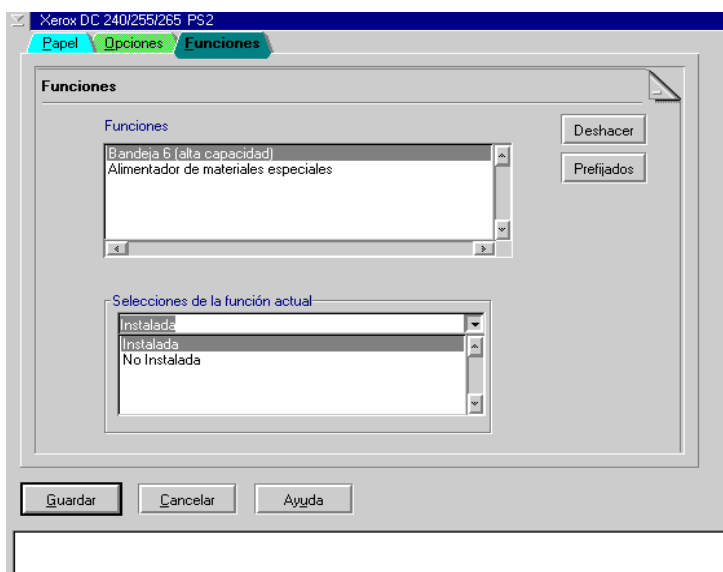 Xerox DC 240/255/265 PS2
Papel Opciones Funciones
Funciones
Funciones
Deshacer
Bandeja 6 (alta capacidad)
Alimentador de materiales especiales
Prefijados
Selecciones de la función actual
Instalada
Instalada
No Instalada
Guardar Cancelar Ayuda